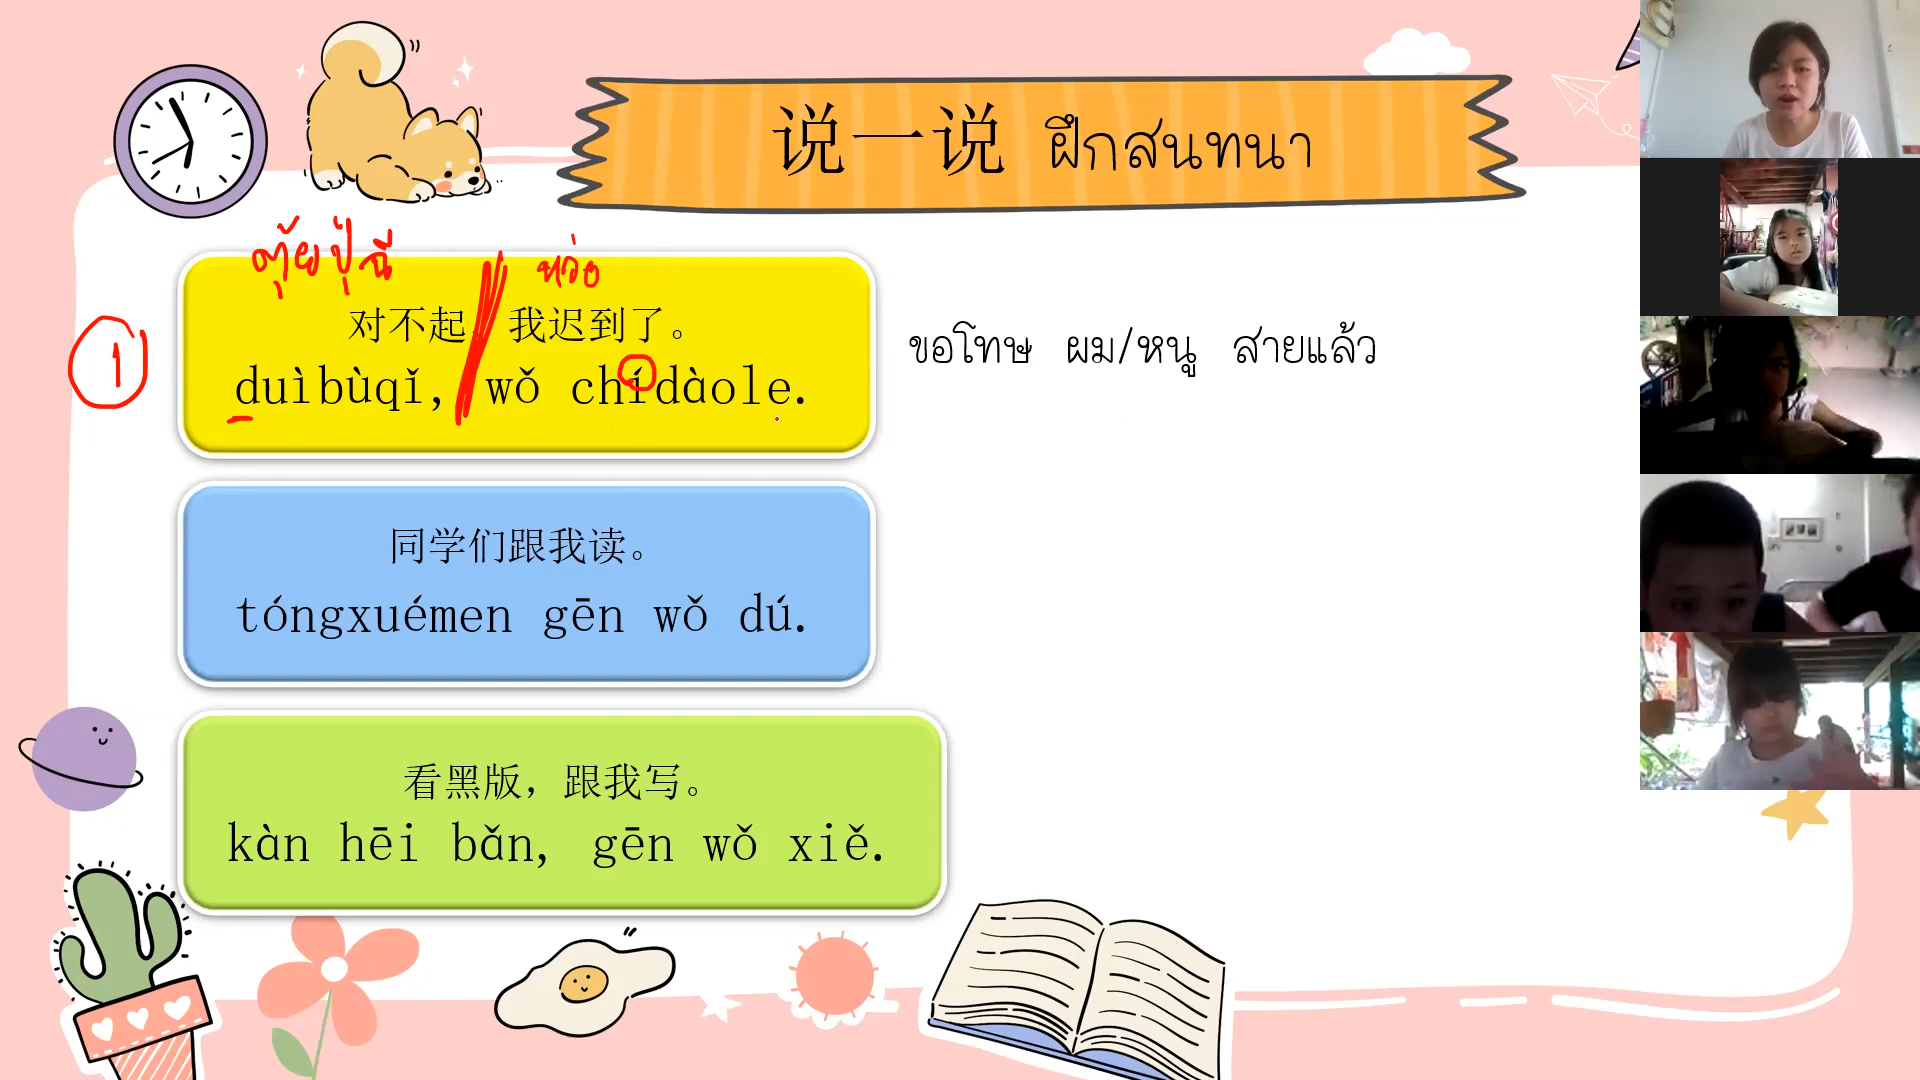 说一说 ฝึกสนทนา
ตุ้ยปู้ฉี่ หว่อ
1
对不起，我迟到了。
duìbùqǐ, wǒ chídàole.
ขอโทษ ผม/หนู สายแล้ว
同学们跟我读。
tóngxuémen gēn wǒ dú.
看黑版，跟我写。
kàn hēi bǎn, gēn wǒ xiě.